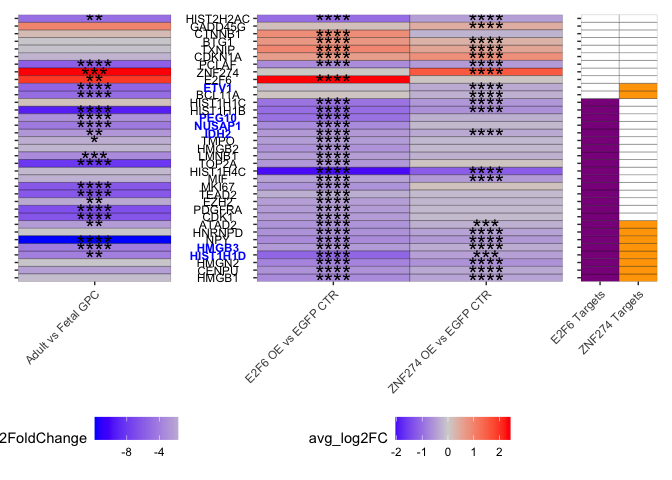 ** HIST2H2AC **** ****
GADD45G ****
CTNNB1 **** ****
BTG1 **** ****
TXNIP **** ****
CDKN1A **** ****
**** PCLAF **** ****
*** ZNF274 ****
** E2F6 ****
**** ETV1 ****
**** BCL11A ****
HIST1H1C **** ****
**** HIST1H1B **** ****
**** PEG10 ****
**** NUSAP1 ****
** IDH2 **** ****
* TMPO ****
HMGB2 ****
*** LMNB1 ****
**** TOP2A ****
HIST1H4C **** ****
MIF **** ****
**** MKI67 ****
**** TEAD2 ****
** EZH2 ****
**** PDGFRA ****
**** CDK1 ****
** ATAD2 **** ***
HNRNPD **** ****
**** NPY **** ****
**** HMGB3 **** ****
** HIST1H1D **** ***
HMGN2 **** ****
CENPU **** ****
HMGB1 **** ****
Adult vs Fetal GPC
E2F6 OE vs EGFP CTR
ZNF274 OE vs EGFP CTR
E2F6 Targets
ZNF274 Targets
2FoldChange
-8 -4
avg_log2FC
-2 -1 0 1 2